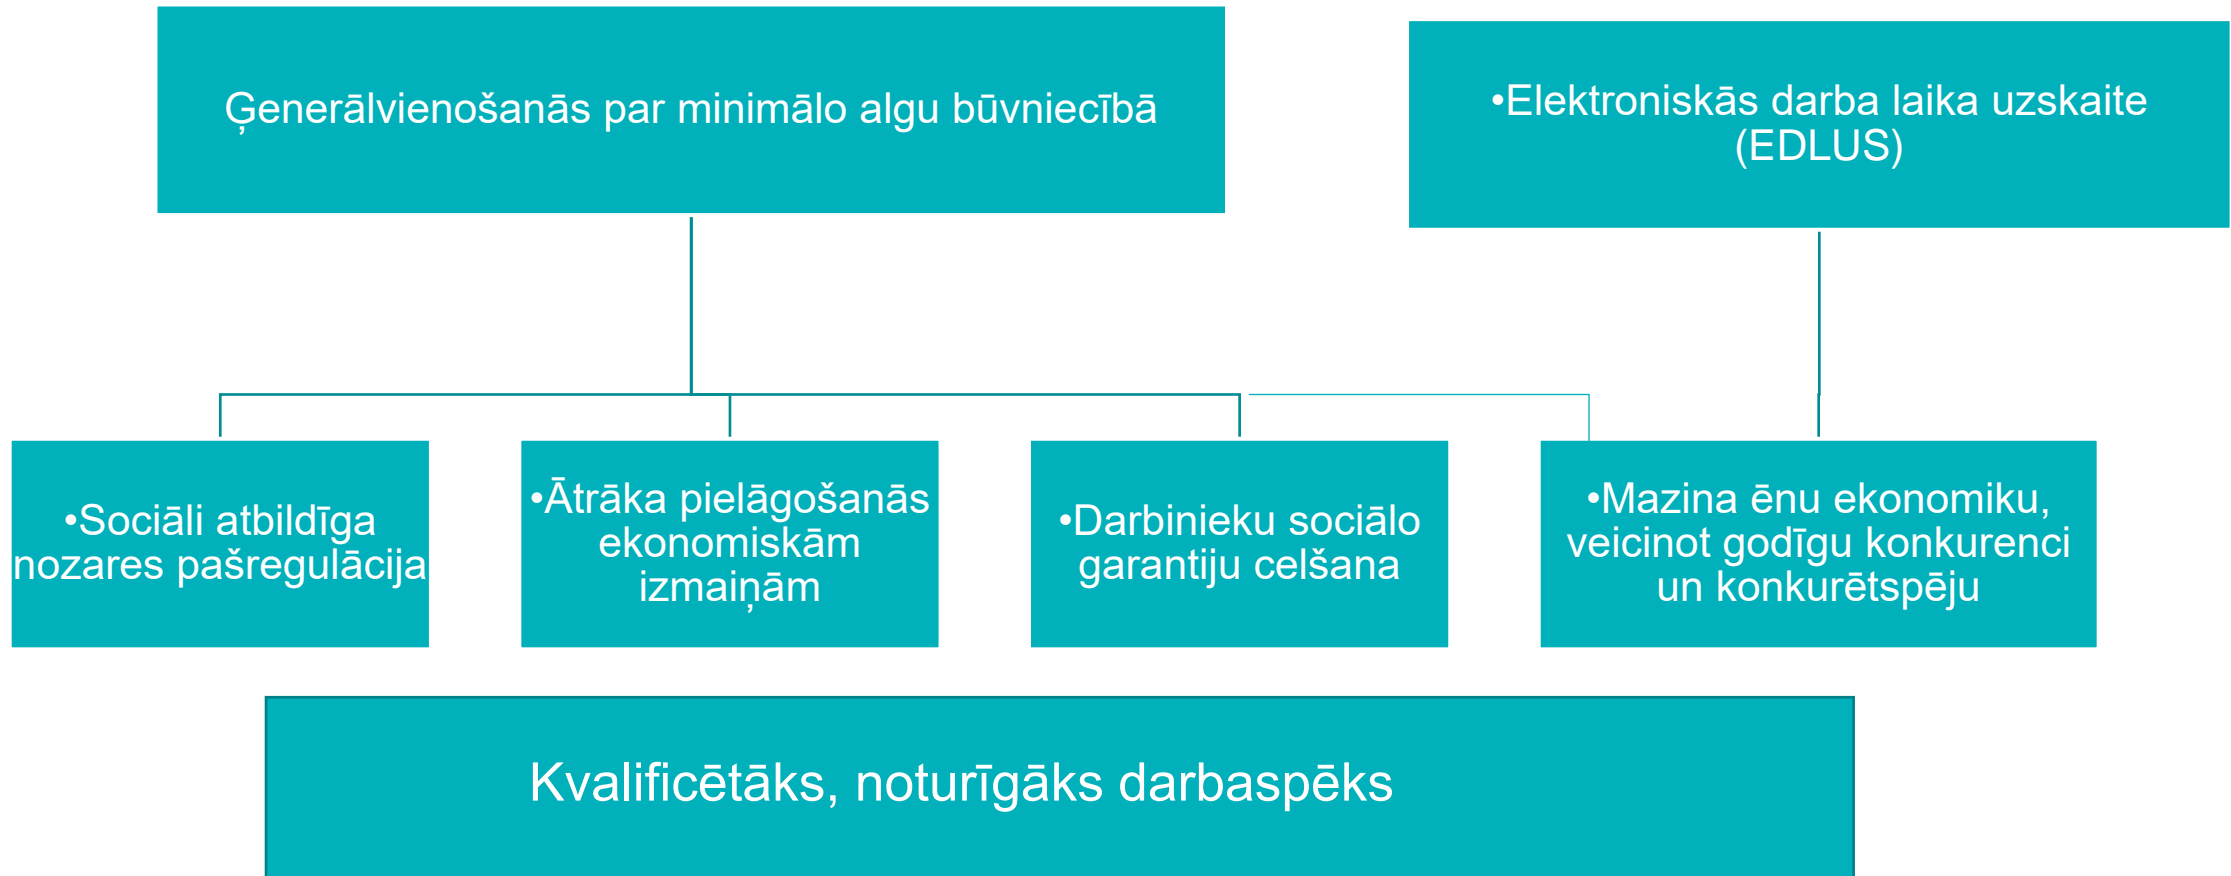 Ģenerālvienošanās par minimālo algu būvniecībā
•Elektroniskās darba laika uzskaite
(EDLUS)
•Sociāli atbildīga
nozares pašregulācija
•Ātrāka pielāgošanās
ekonomiskām
izmaiņām
•Darbinieku sociālo
garantiju celšana
•Mazina ēnu ekonomiku,
veicinot godīgu konkurenci
un konkurētspēju
Kvalificētāks, noturīgāks darbaspēks